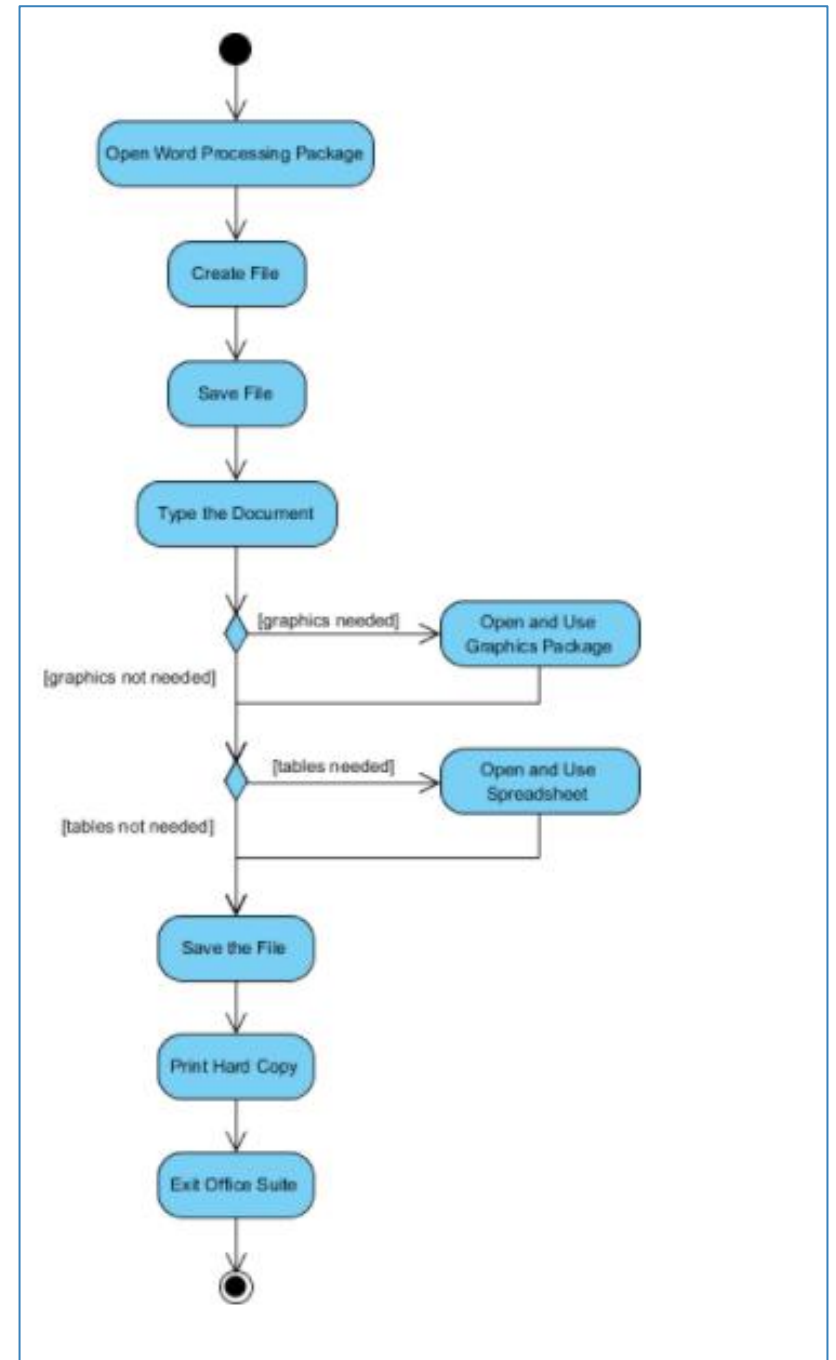 Open Word Processing Package
Create File
Save File
Type the Document
[graphics needed]
Open and Use
Graphics Package
[graphics not needed]
[tables needed]
Open and Use
Spreadsheet
[tables not needed]
Save the File
Print Hard Copy
Exit Office Suite